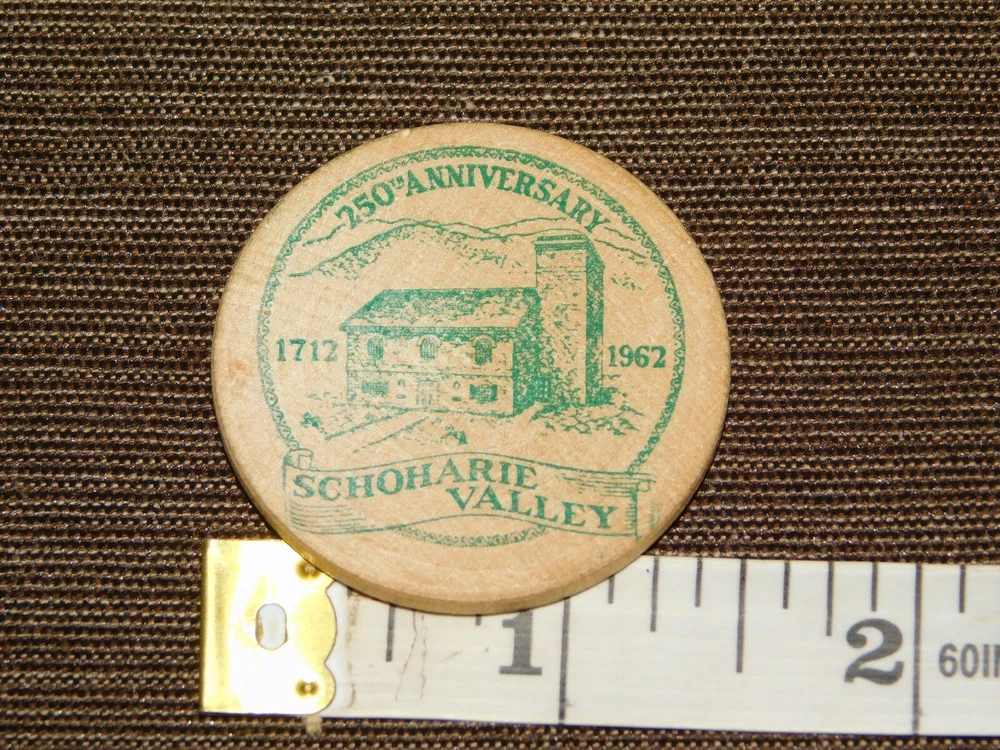 250TH ANNIVERSARY
1712 1962
SCHOHARIE
VALLEY
1 2 60IN